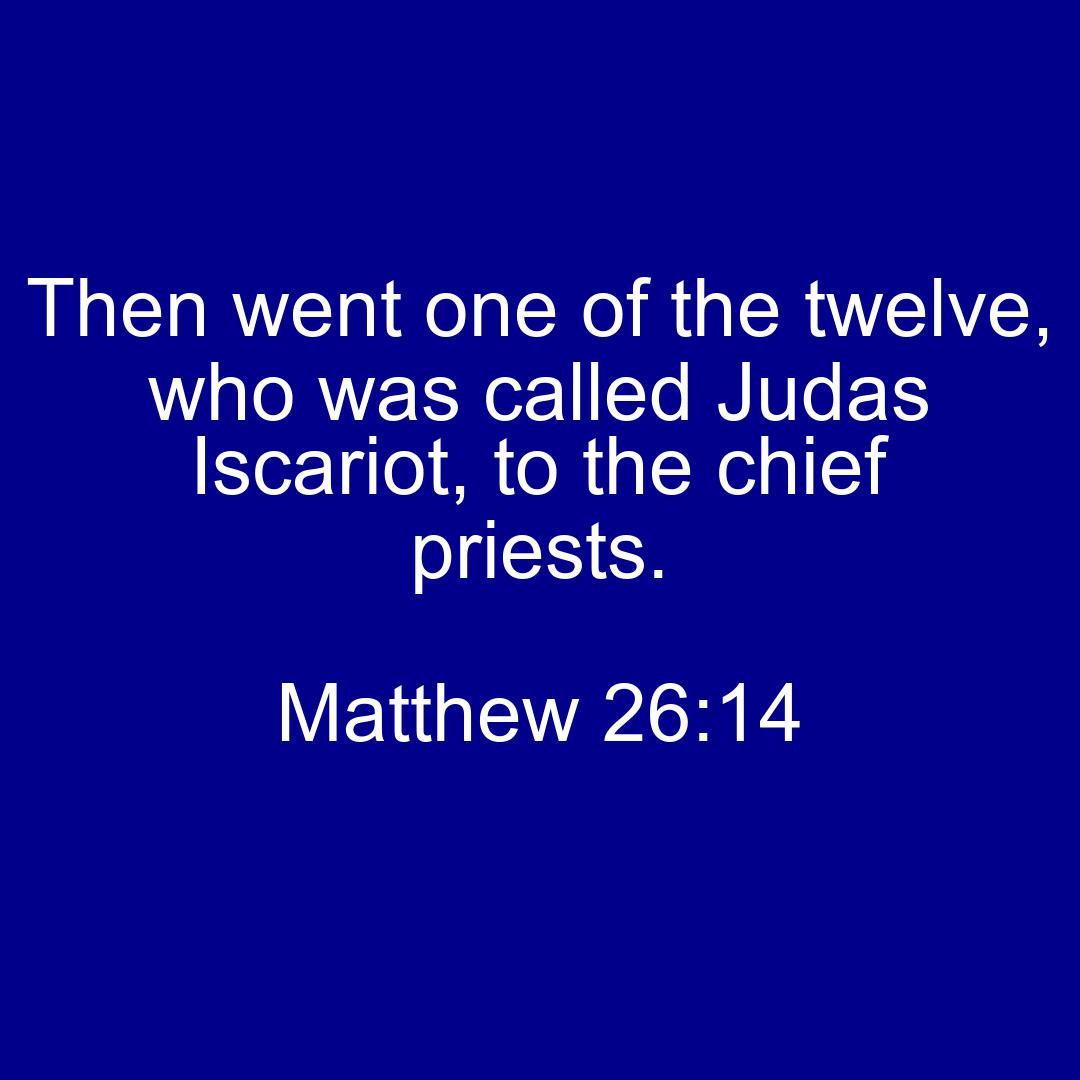 Then went one of the twelve,
who was called Judas
Iscariot, to the chief
priests.
Matthew 26:14